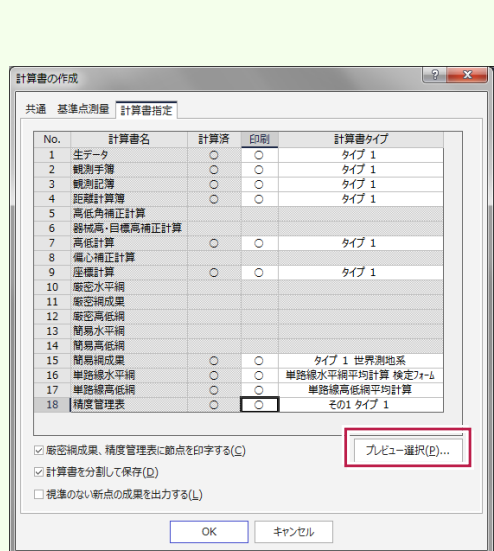 計算書の作成
共通 基準点測量 計算書指定
No. 計算書名 計算済 印刷 計算書タイプ
1 生データ ○ ○ タイプ 1
2 観測手簿 ○ ○ タイプ 1
3 観測記簿 ○ ○ タイプ 1
4 距離計算簿 ○ ○ タイプ 1
5 高低角補正計算
6 器械高・目標高補正計算
7 高低計算 ○ ○ タイプ 1
8 偏心補正計算
9 座標計算 ○ ○ タイプ 1
10 厳密水平網
11 厳密網成果
12 厳密高低網
13 簡易水平網
14 簡易高低網
15 簡易網成果 ○ ○ タイプ 1 世界測地系
16 単路線水平網 ○ ○ 単路線水平網平均計算 検定フォーム
17 単路線高低網 ○ ○ 単路線高低網平均計算
18 精度管理表 ○ ○ その1 タイプ 1
厳密網成果、精度管理表に節点を印字する(C)
プレビュー選択(P)...
計算書を分割して保存(D)
視準のない新点の成果を出力する(L)
OK キャンセル